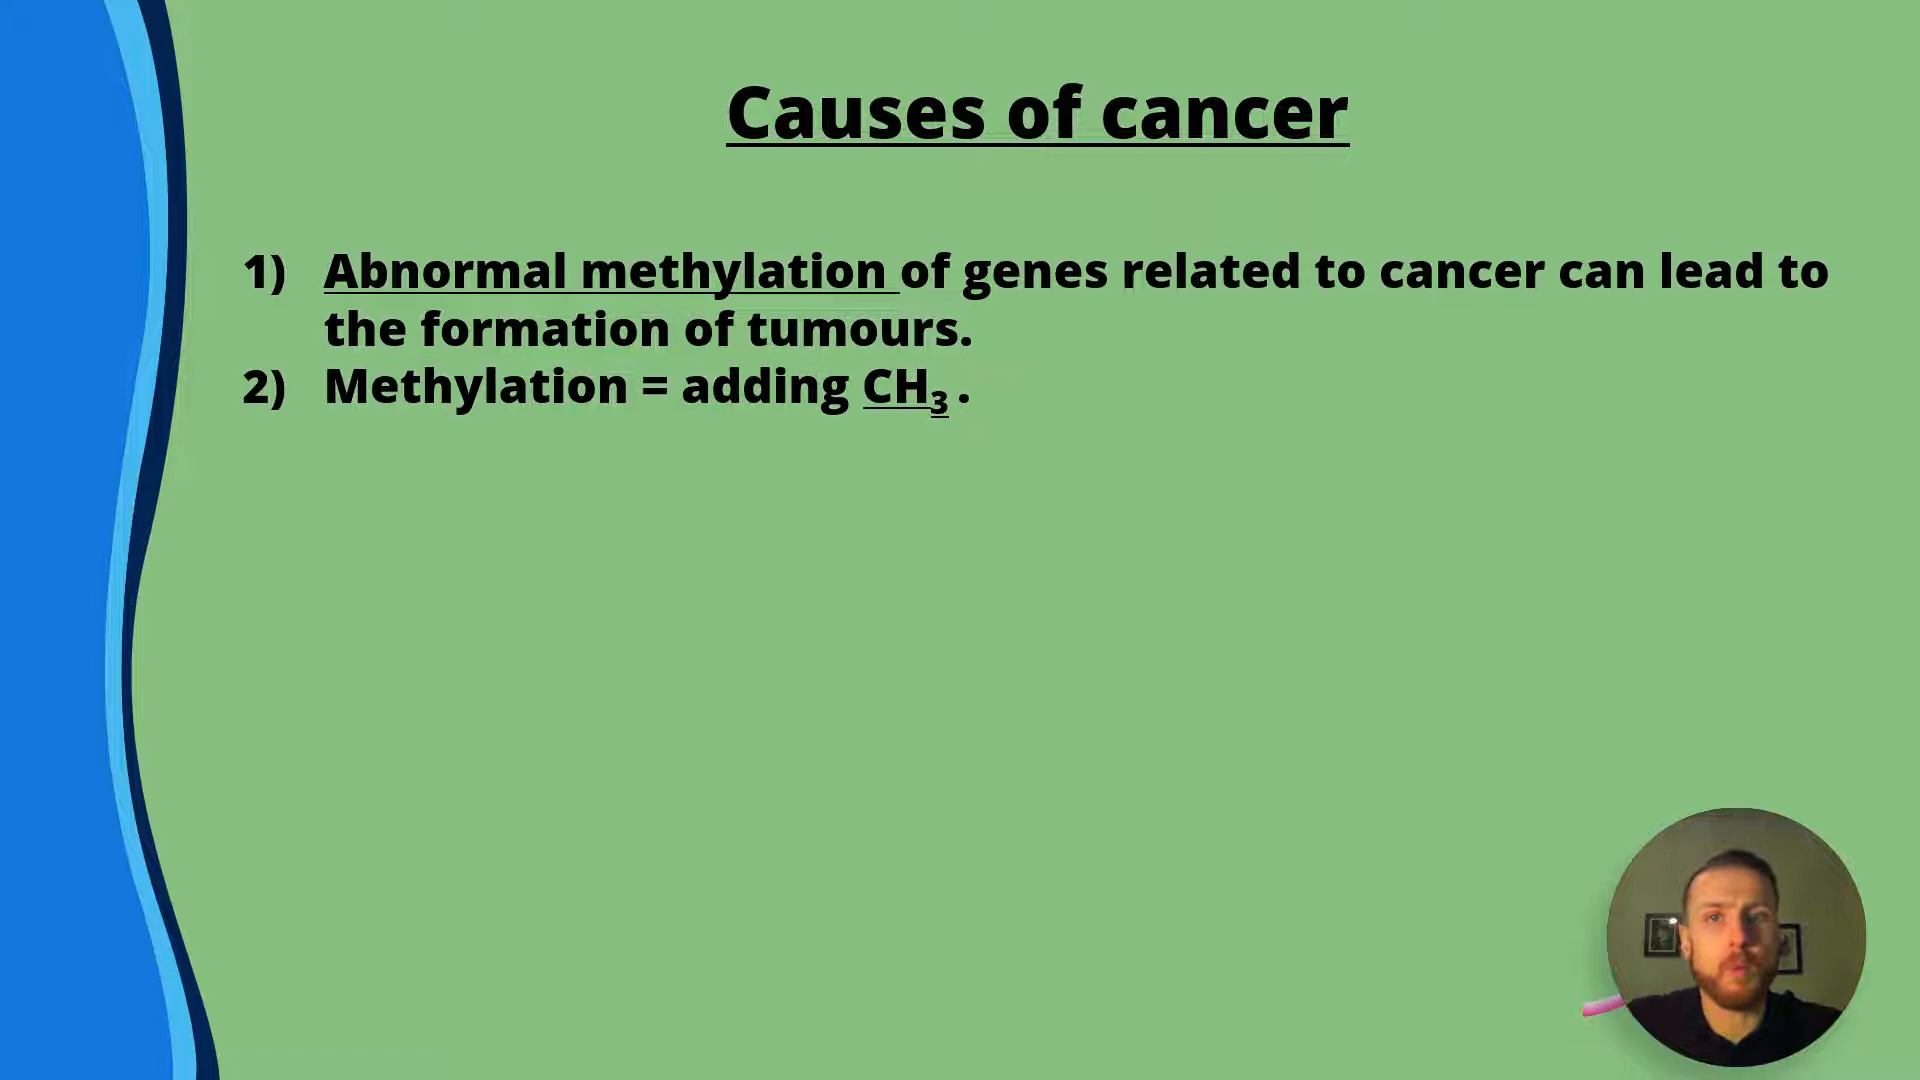 Causes of cancer
1) Abnormal methylation of genes related to cancer can lead to
the formation of tumours.
2) Methylation = adding CH₃ .